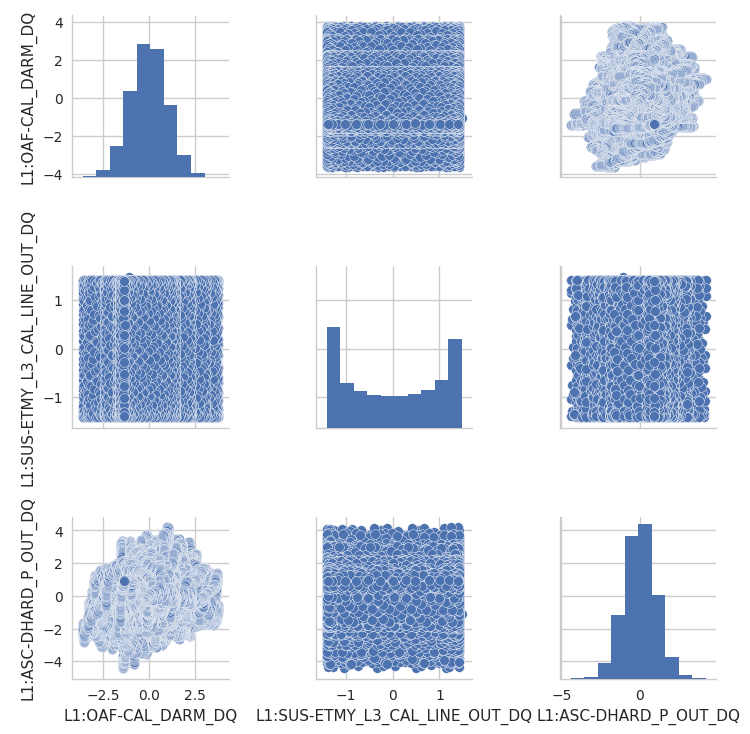 L1:OAF-CAL_DARM_DQ
4
2
0
−2
−4
L1:SUS-ETMY_L3_CAL_LINE_OUT_DQ
1
0
−1
L1:ASC-DHARD_P_OUT_DQ
4
2
0
−2
−4
−2.5 0.0 2.5
−1 0 1
−5 0
L1:OAF-CAL_DARM_DQ
L1:SUS-ETMY_L3_CAL_LINE_OUT_DQ
L1:ASC-DHARD_P_OUT_DQ